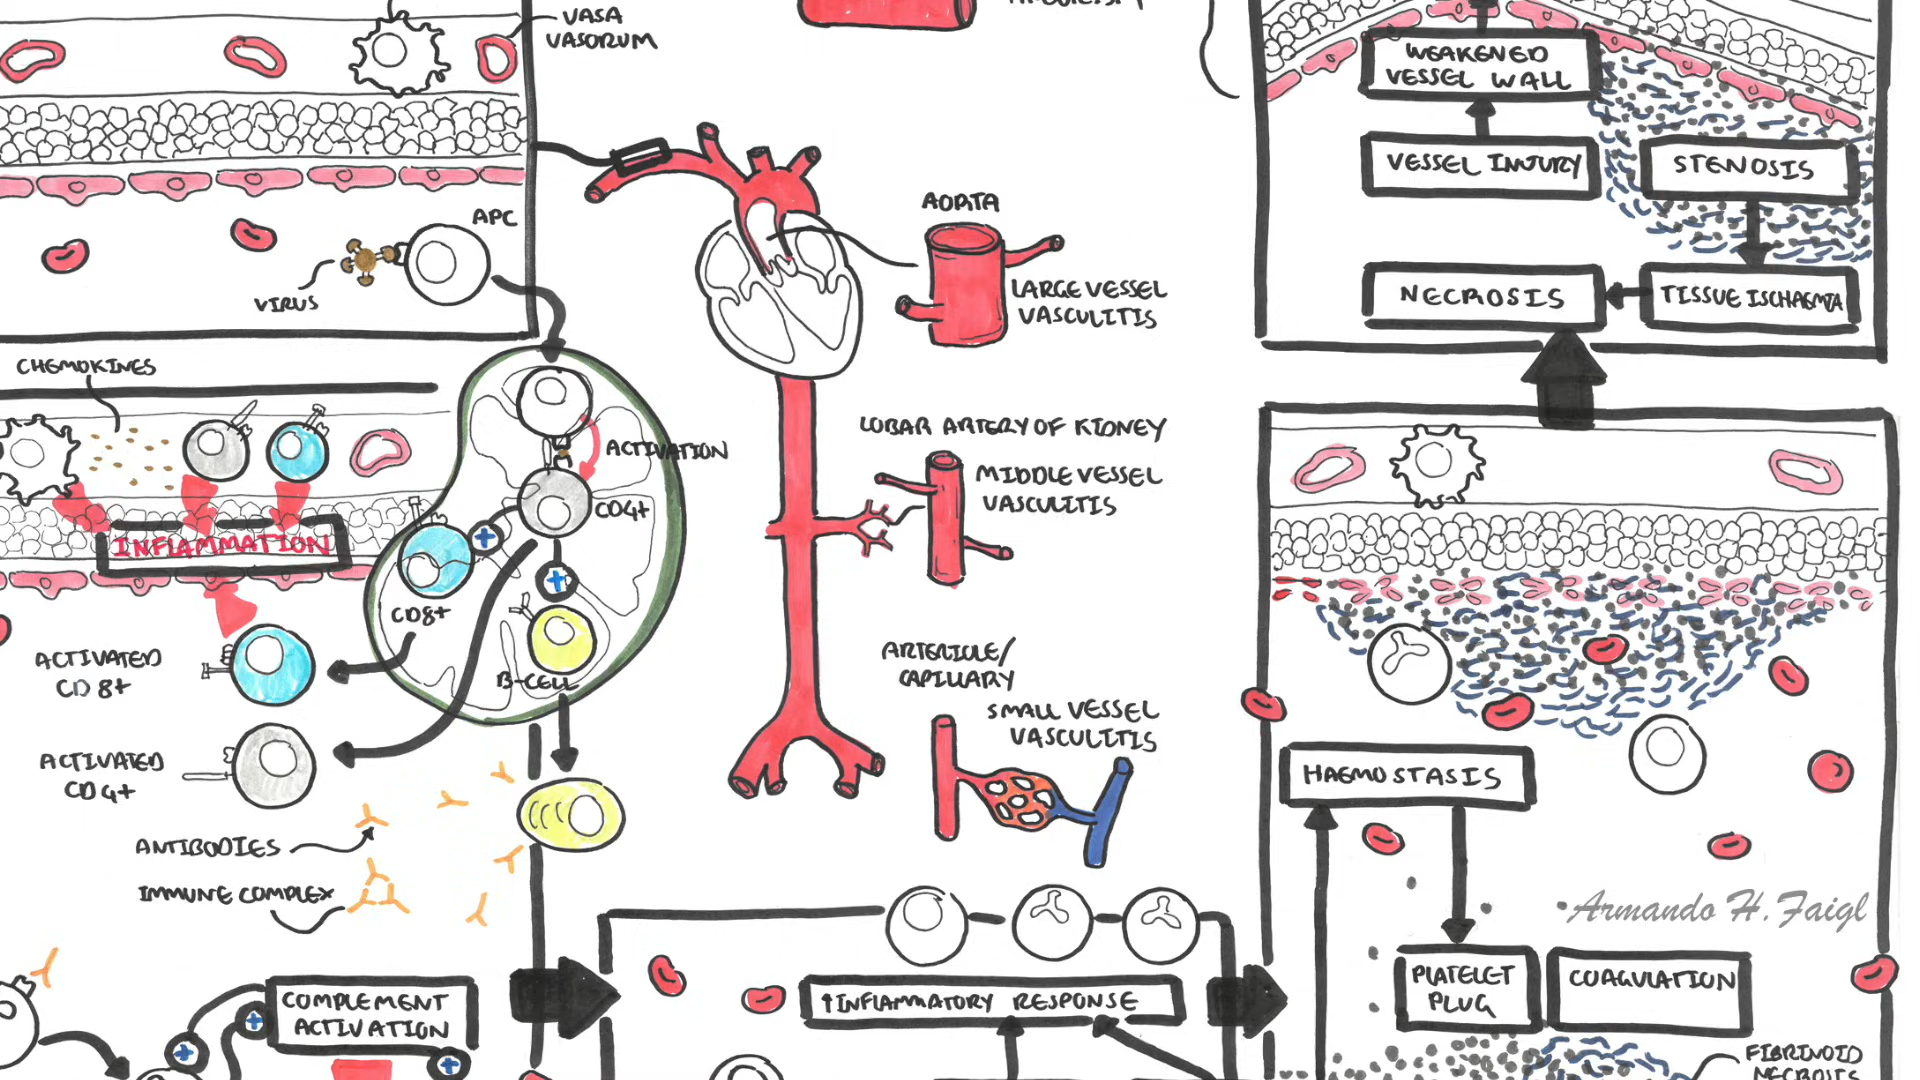 VASA
VASORUM
APC
VIRUS
CHEMOKINES
INFLAMMATION
ACTIVATION
CD4+
CD8+
B-CELL
ACTIVATED
CD8+
ACTIVATED
CD4+
ANTIBODIES
IMMUNE COMPLEX
COMPLEMENT
ACTIVATION
AORTA
LARGE VESSEL
VASCULITIS
LOBAR ARTERY OF KIDNEY
MIDDLE VESSEL
VASCULITIS
ARTERIOLE/
CAPILLARY
SMALL VESSEL
VASCULITIS
↑INFLAMMATORY RESPONSE
WEAKENED
VESSEL WALL
VESSEL INJURY
STENOSIS
NECROSIS
TISSUE ISCHAEMIA
HAEMOSTASIS
Armando H. Faigl
PLATELET
PLUG
COAGULATION
FIBRINOID
NECROSIS